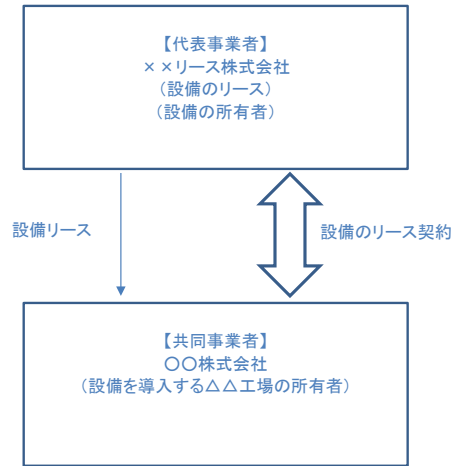 【代表事業者】
××リース株式会社
(設備のリース)
(設備の所有者)
設備リース
設備のリース契約
【共同事業者】
〇〇株式会社
(設備を導入する△△工場の所有者)